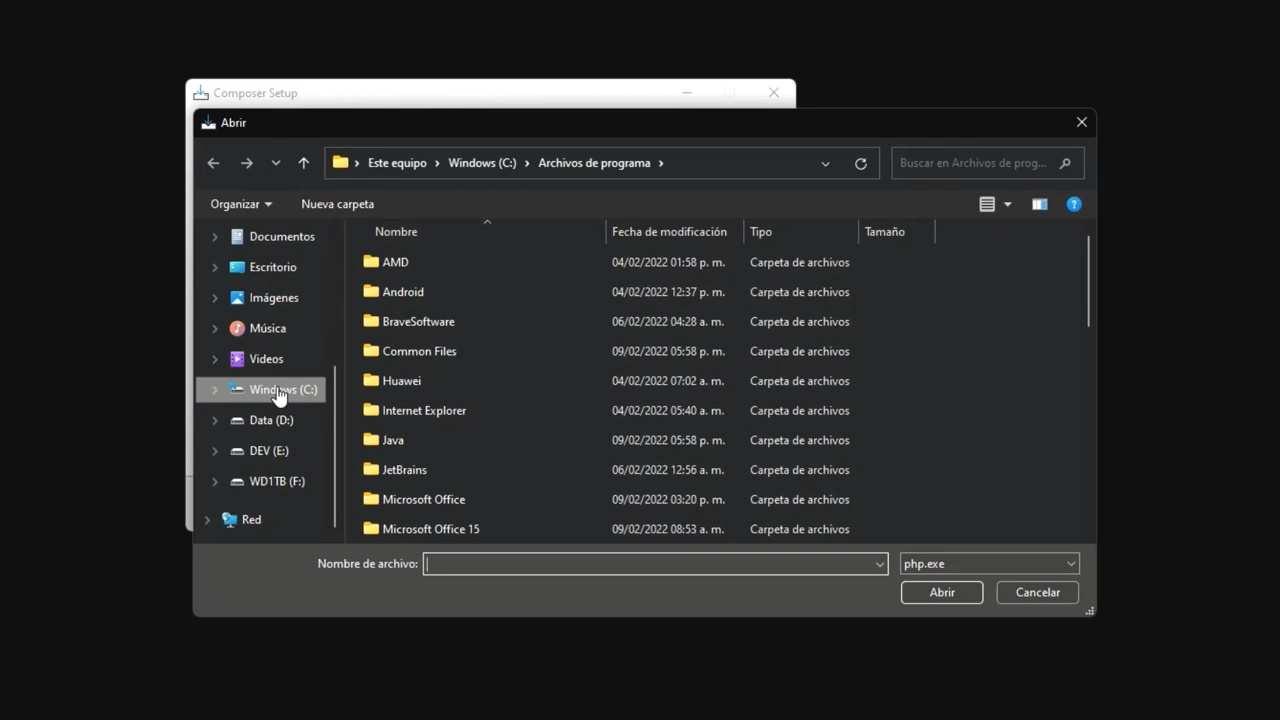 Composer Setup
Abrir
Este equipo > Windows (C:) > Archivos de programa >
Buscar en Archivos de prog...
Organizar
Nueva carpeta
Documentos
Escritorio
Imágenes
Música
Videos
Windows (C:)
Data (D:)
DEV (E:)
WD1TB (F:)
Red
Nombre Fecha de modificación Tipo Tamaño
AMD 04/02/2022 01:58 p. m. Carpeta de archivos
Android 04/02/2022 12:37 p. m. Carpeta de archivos
BraveSoftware 06/02/2022 04:28 a. m. Carpeta de archivos
Common Files 09/02/2022 05:58 p. m. Carpeta de archivos
Huawei 04/02/2022 07:02 a. m. Carpeta de archivos
Internet Explorer 04/02/2022 05:40 a. m. Carpeta de archivos
Java 09/02/2022 05:58 p. m. Carpeta de archivos
JetBrains 06/02/2022 12:56 a. m. Carpeta de archivos
Microsoft Office 09/02/2022 03:20 p. m. Carpeta de archivos
Microsoft Office 15 09/02/2022 08:53 a. m. Carpeta de archivos
Nombre de archivo:
php.exe
Abrir
Cancelar